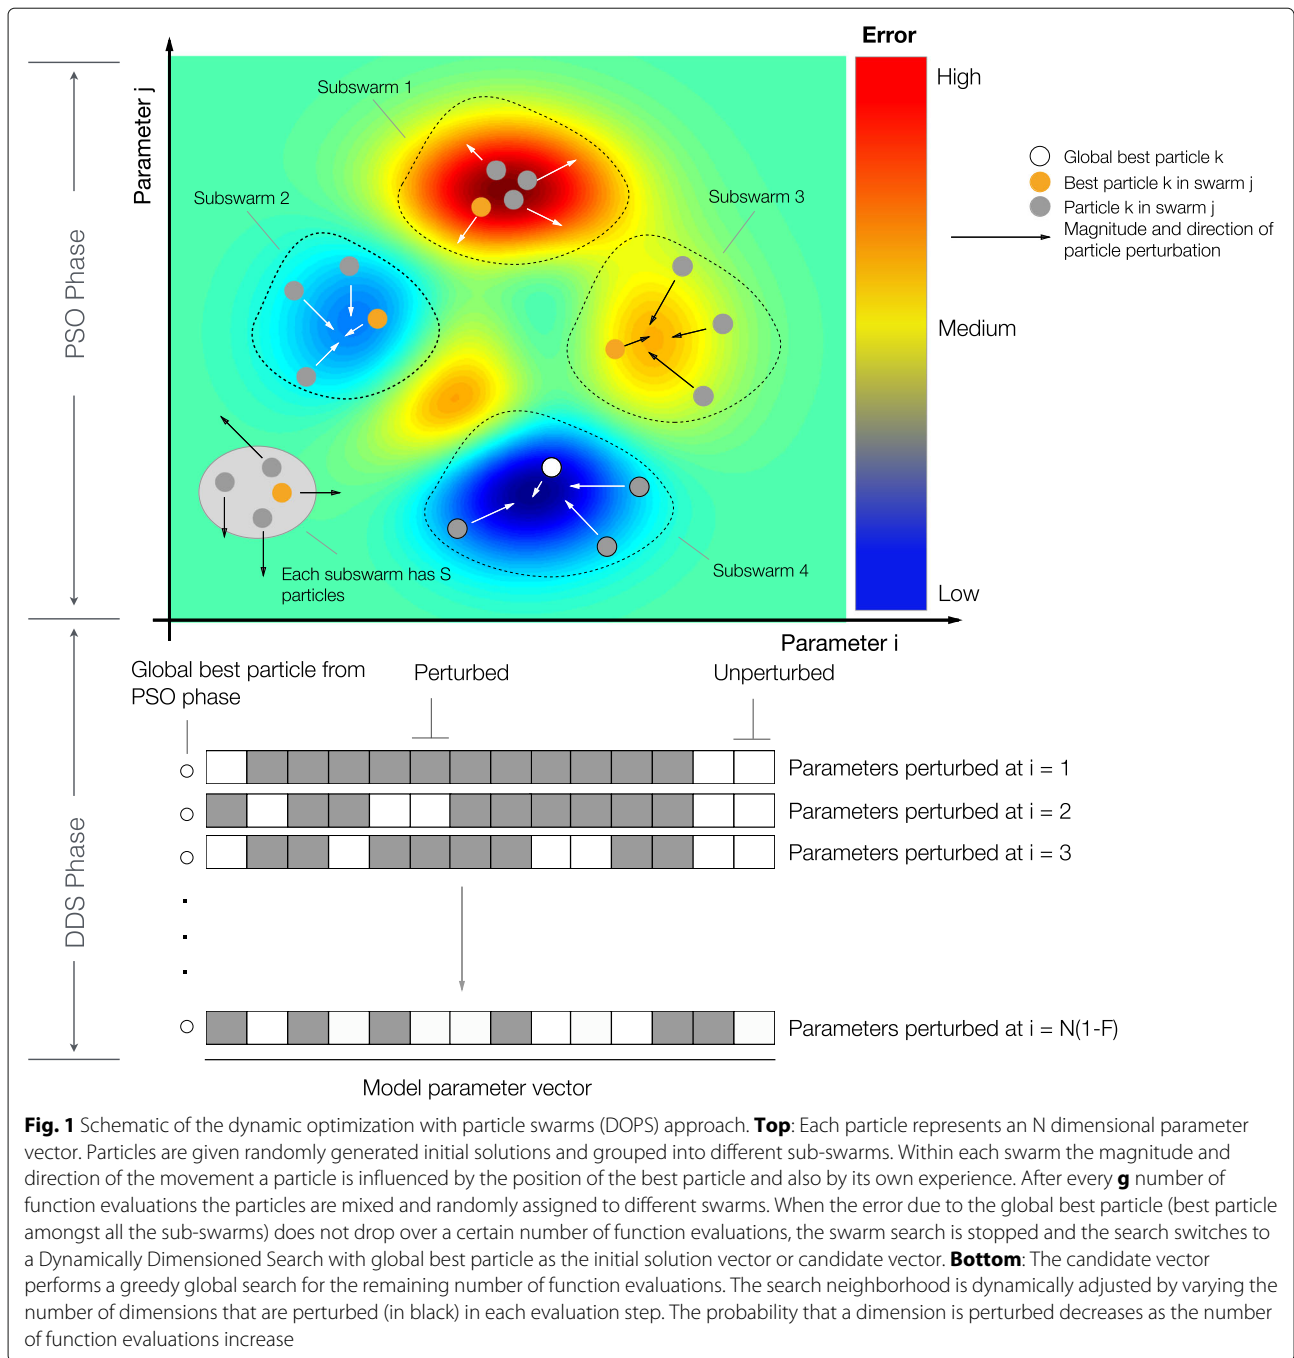 Error
High
Medium
Low
Parameter j
Parameter i
PSO Phase
DDS Phase
Subswarm 1
Subswarm 2
Subswarm 3
Subswarm 4
Each subswarm has S
particles
Global best particle k
Best particle k in swarm j
Particle k in swarm j
Magnitude and direction of
particle perturbation
Global best particle from
PSO phase
Perturbed
Unperturbed
Parameters perturbed at i = 1
Parameters perturbed at i = 2
Parameters perturbed at i = 3
Parameters perturbed at i = N(1-F)
Model parameter vector
Fig. 1 Schematic of the dynamic optimization with particle swarms (DOPS) approach. Top: Each particle represents an N dimensional parameter
vector. Particles are given randomly generated initial solutions and grouped into different sub-swarms. Within each swarm the magnitude and
direction of the movement a particle is influenced by the position of the best particle and also by its own experience. After every g number of
function evaluations the particles are mixed and randomly assigned to different swarms. When the error due to the global best particle (best particle
amongst all the sub-swarms) does not drop over a certain number of function evaluations, the swarm search is stopped and the search switches to
a Dynamically Dimensioned Search with global best particle as the initial solution vector or candidate vector. Bottom: The candidate vector
performs a greedy global search for the remaining number of function evaluations. The search neighborhood is dynamically adjusted by varying the
number of dimensions that are perturbed (in black) in each evaluation step. The probability that a dimension is perturbed decreases as the number
of function evaluations increase